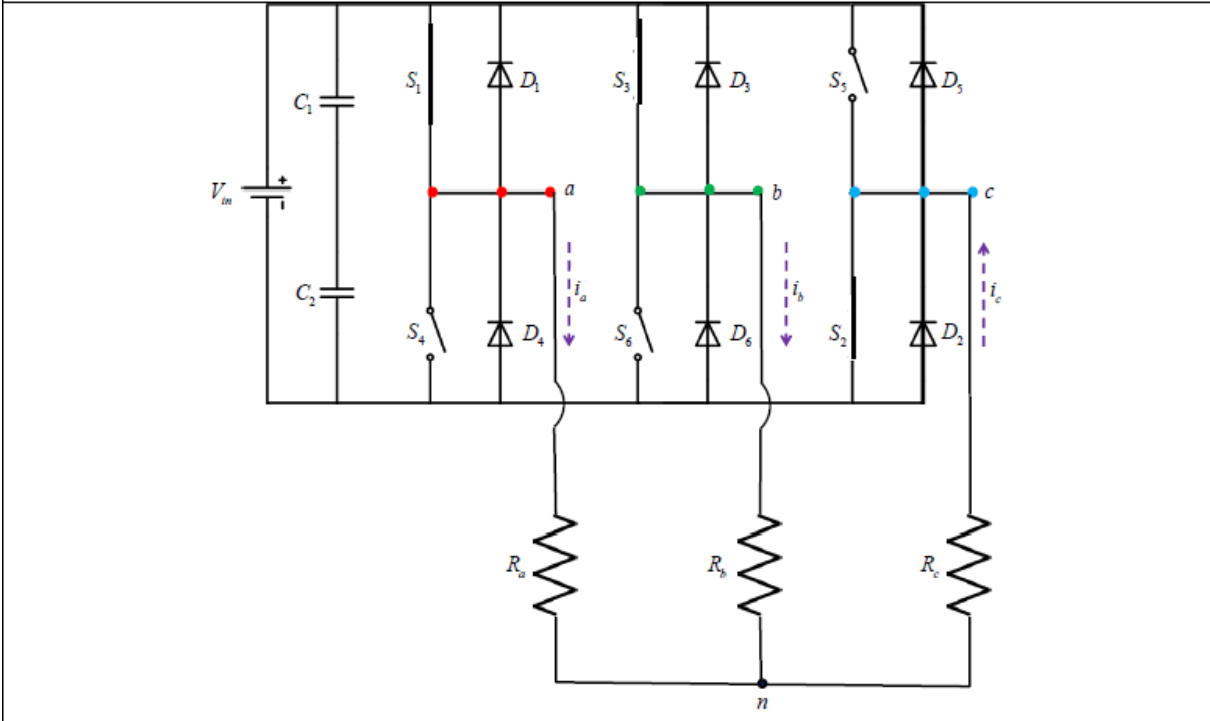 S1 D1 S3 D3 S5 D5
C1
Vin + - a b c
C2 ia ib ic
S4 D4 S6 D6 S2 D2
Ra Rb Rc
n